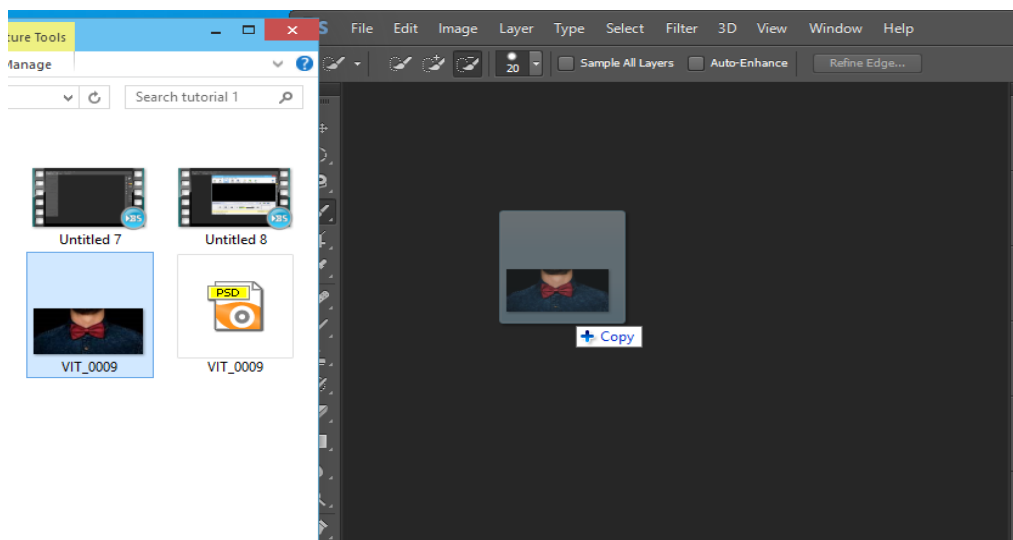 cture Tools
Manage
Search tutorial 1
Untitled 7
Untitled 8
VIT_0009
PSD
VIT_0009
S File Edit Image Layer Type Select Filter 3D View Window Help
20 Sample All Layers Auto-Enhance Refine Edge...
Copy